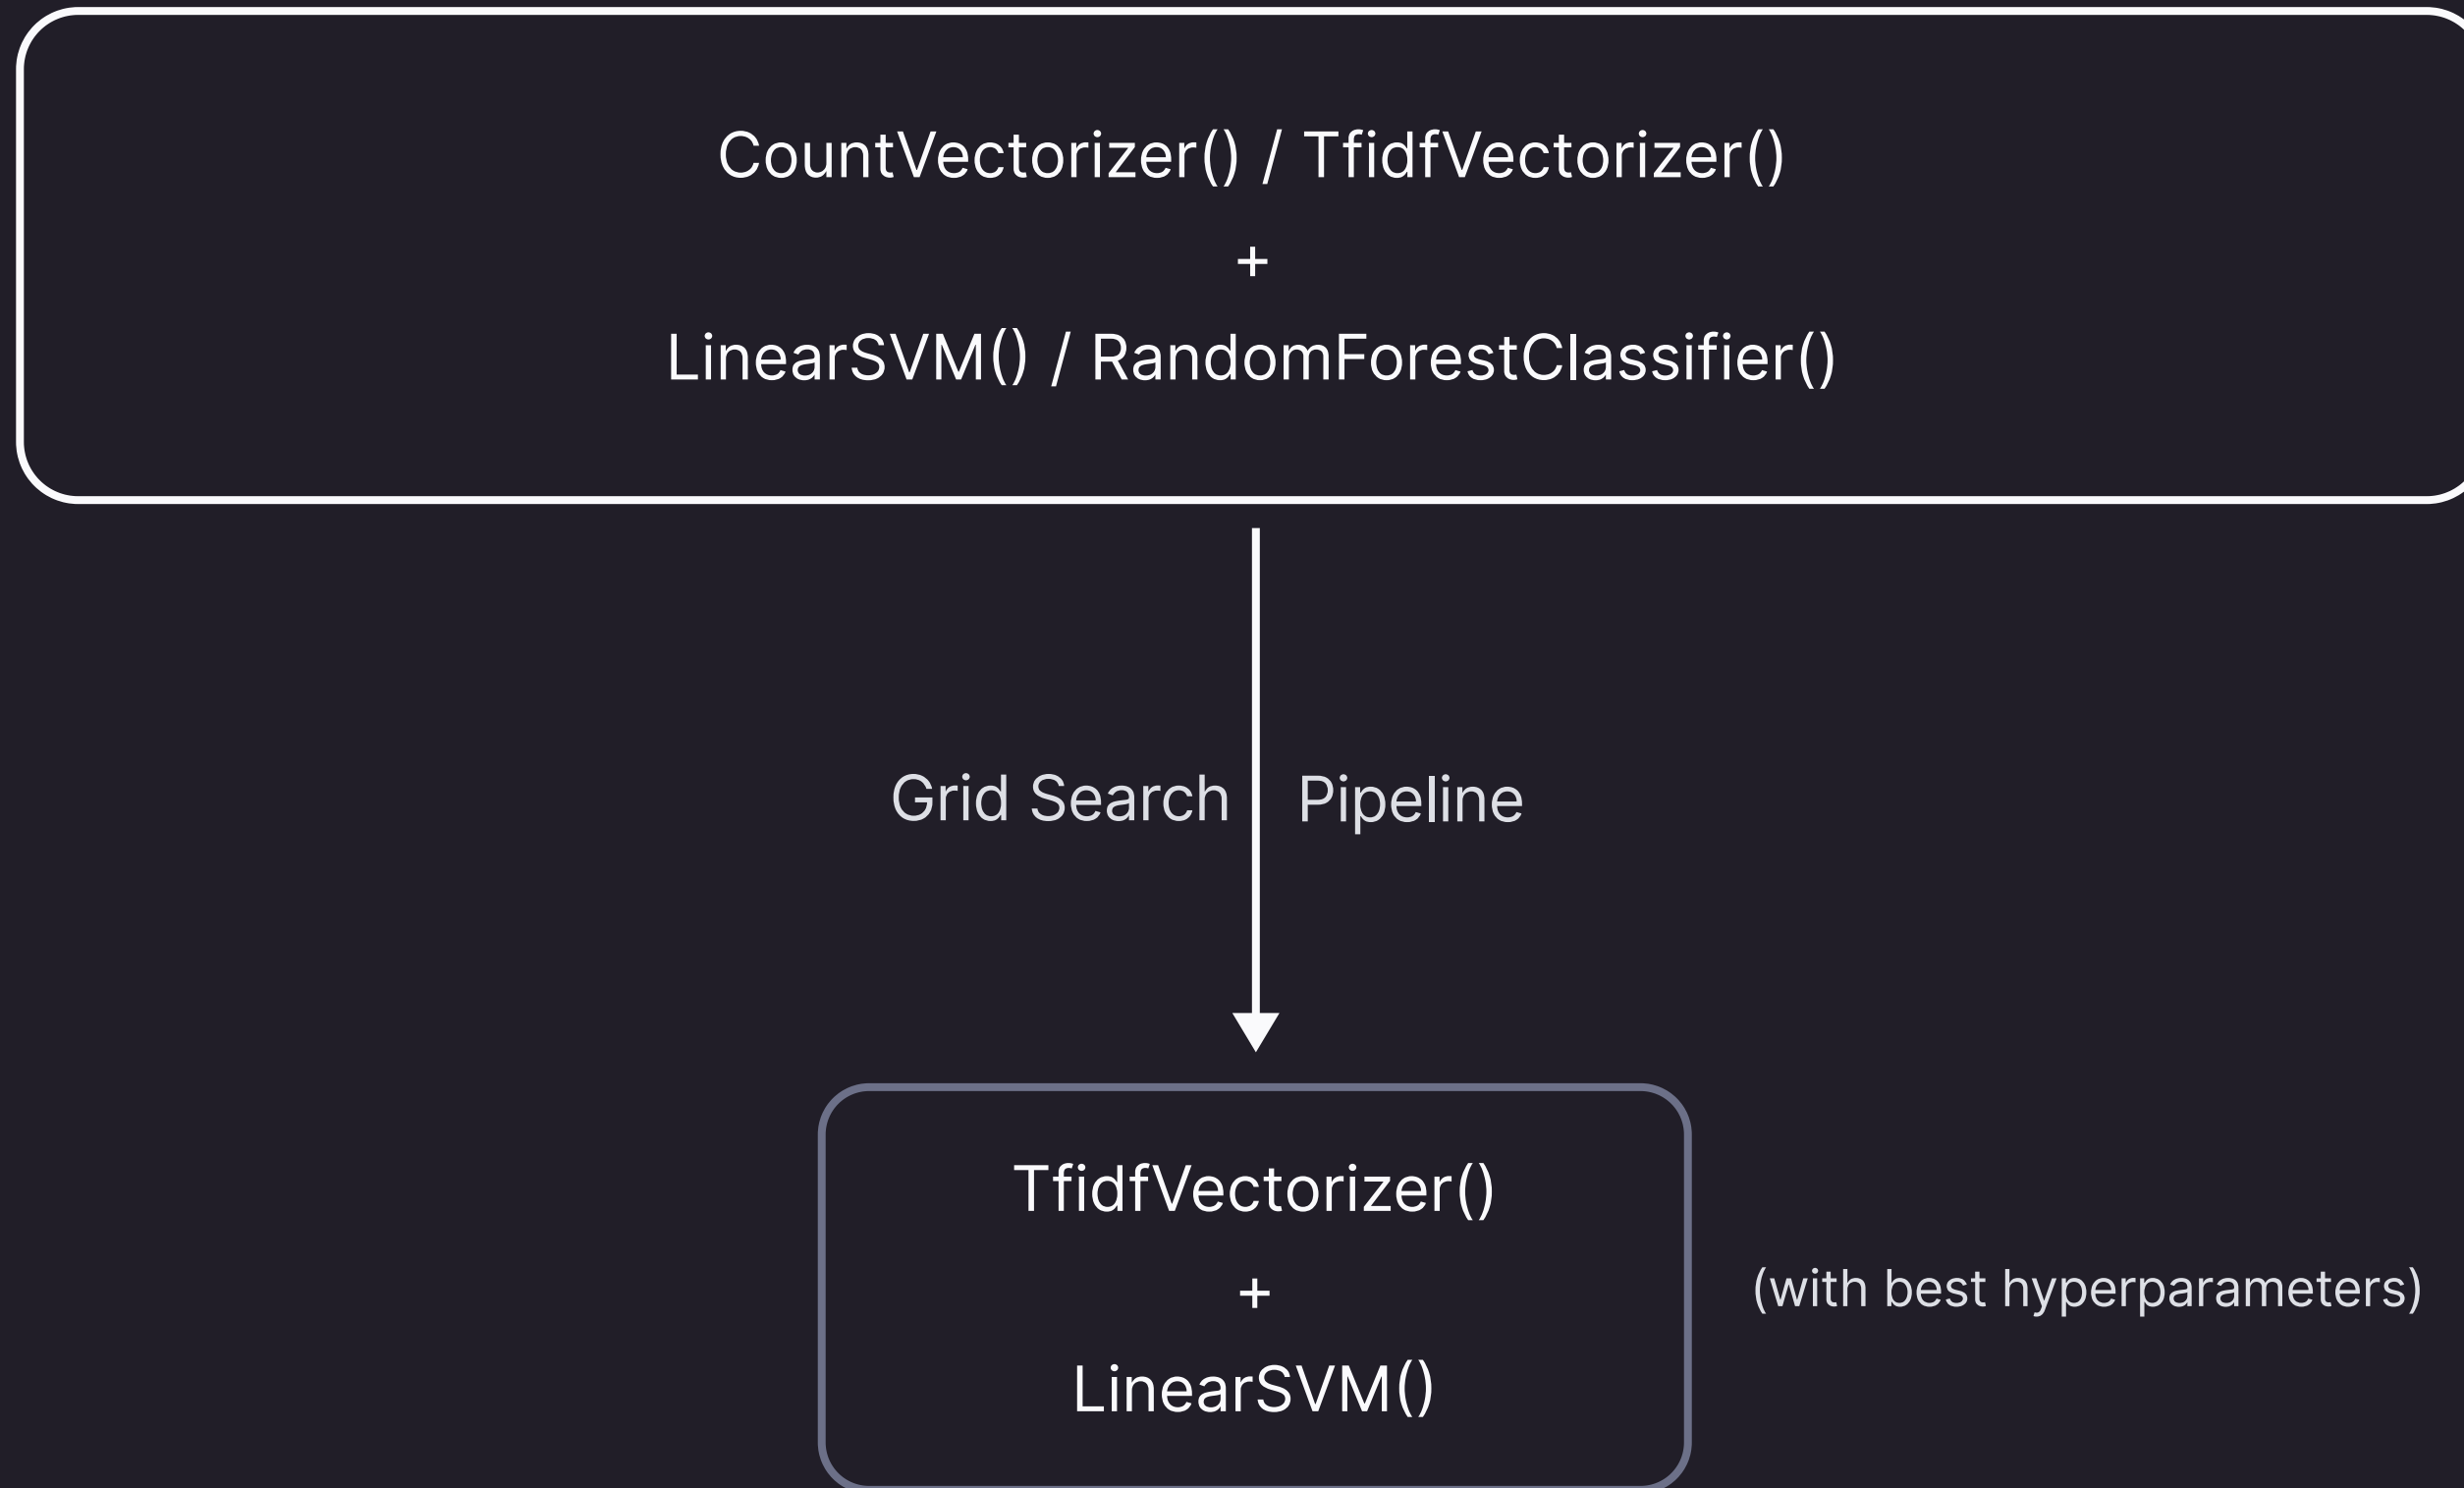 CountVectorizer() / TfidfVectorizer()
+
LinearSVM() / RandomForestClassifier()
Grid Search Pipeline
TfidfVectorizer()
+
(with best hyperparameters)
LinearSVM()